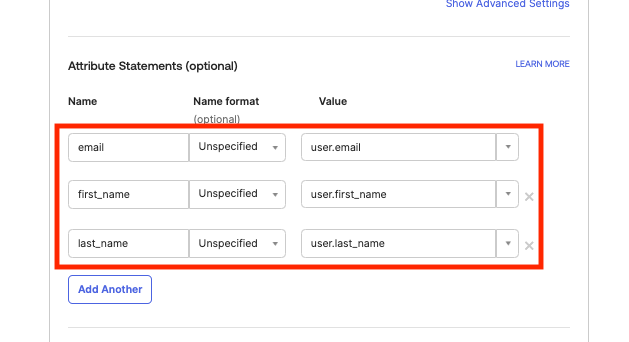 Show Advanced Settings
Attribute Statements (optional)
LEARN MORE
Name Name format Value
(optional)
email Unspecified user.email
first_name Unspecified user.first_name
last_name Unspecified user.last_name
Add Another